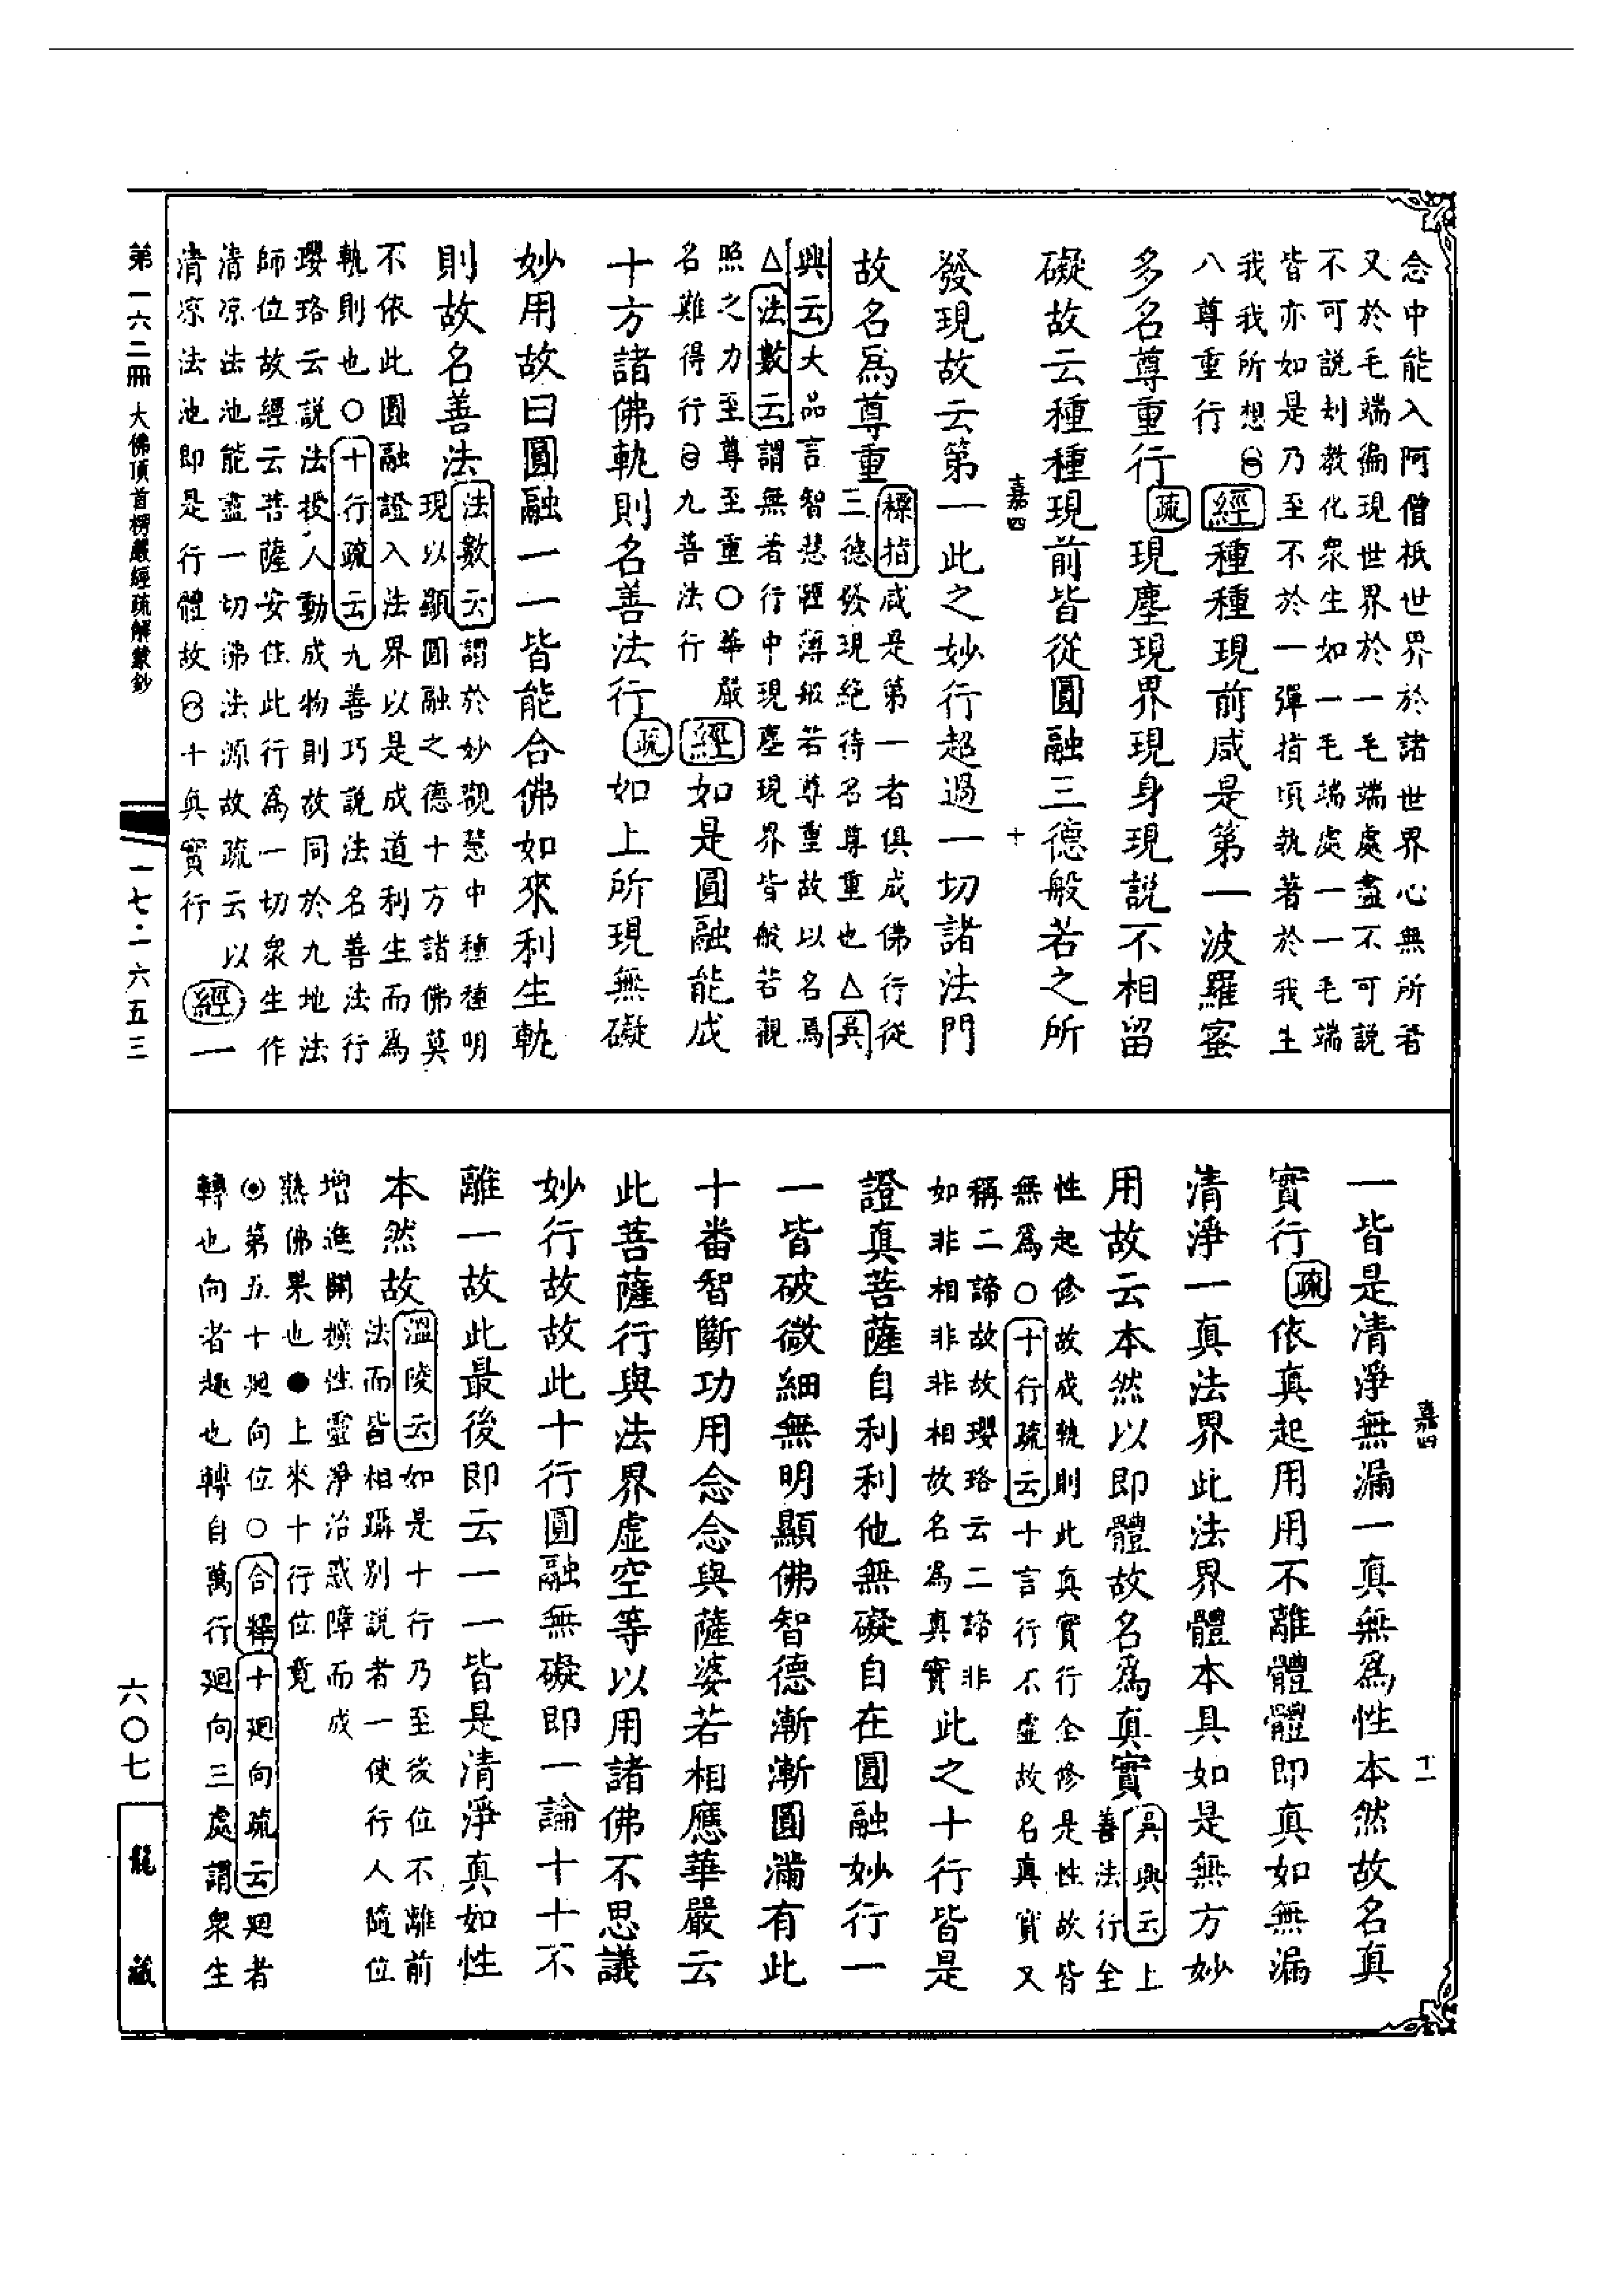 念中能入阿僧祇世界於諸世界心無所著
又於毛端徧現世界於一毛端處盡不可說
不可說刹教化衆生如一毛端處一一毛端
皆亦如是乃至不於一彈指頃執著於我生
我我所想㊀
八尊重行
經種種現前咸是第一波羅蜜
多名尊重行疏現塵現界現身現說不相留
礙故云種種現前皆從圓融三德般若之所
嘉四
十
發現故云第一此之妙行超過一切諸法門
故名爲尊重標指咸是第一者俱成佛行從
三德發現絕待名尊重也△吳
興云大品言智慧輕薄般若尊重故以名爲
△法數云謂無著行中現塵現界皆般若觀
照之力至尊至重○華嚴
名難得行㊀九善法行
經如是圓融能成
十方諸佛軌則名善法行疏如上所現無礙
妙用故曰圓融一一皆能合佛如來利生軌
則故名善法法數云謂於妙觀慧中種種明
現以顯圓融之德十方諸佛莫
不依此圓融證入法界以是成道利生而爲
軌則也○十行疏云九善巧說法名善法行
瓔珞云說法授人動成物則故同於九地法
師位故經云菩薩安住此行爲一切衆生作
清凉法池能盡一切佛法源故疏云以
清凉法池即是行體故㊀十眞實行
經一
第一六二冊 大佛頂首楞嚴經疏解蒙鈔
一七·一六五三
嘉四
十一
一皆是清淨無漏一真無爲性本然故名真
實行疏依真起用用不離體體即真如無漏
清淨一真法界此法界體本具如是無方妙
用故云本然以即體故名爲真實吳興云上
善法行全
性起修故成軌則此真實行全修是性故皆
無爲○十行疏云十言行不虛故名真實又
稱二諦故故瓔珞云二諦非
如非相非非相故名爲真實此之十行皆是
證真菩薩自利利他無礙自在圓融妙行一
一皆破微細無明顯佛智德漸漸圓滿有此
十番智斷功用念念與薩婆若相應華嚴云
此菩薩行與法界虛空等以用諸佛不思議
妙行故故此十行圓融無礙即一論十十不
離一故此最後即云一一皆是清淨真如性
本然故溫陵云如是十行乃至後位不離前
法而皆相躡別說者一使行人隨位
增進開擴性靈淨治惑障而成
熟佛果也●上來十行位竟
◉第五十迴向位○合釋十迴向疏云迴者
轉也向者趣也轉自萬行迴向三處謂衆生
六〇七
龍藏